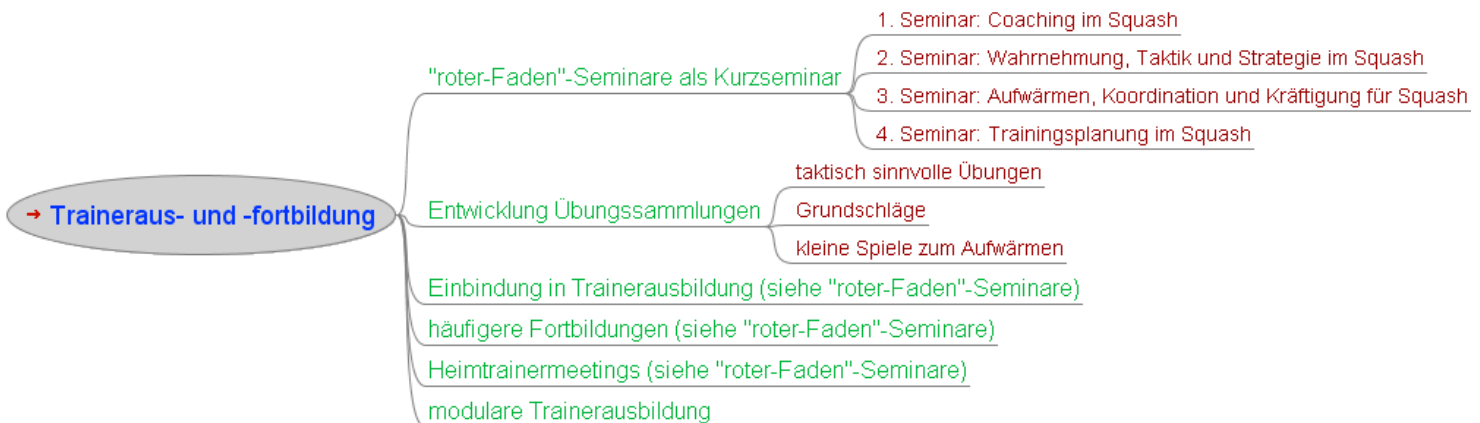 "roter-Faden"-Seminare als Kurzseminar
1. Seminar: Coaching im Squash
2. Seminar: Wahrnehmung, Taktik und Strategie im Squash
3. Seminar: Aufwärmen, Koordination und Kräftigung für Squash
4. Seminar: Trainingsplanung im Squash
Traineraus- und -fortbildung
Entwicklung Übungssammlungen
taktisch sinnvolle Übungen
Grundschläge
kleine Spiele zum Aufwärmen
Einbindung in Trainerausbildung (siehe "roter-Faden"-Seminare)
häufigere Fortbildungen (siehe "roter-Faden"-Seminare)
Heimtrainermeetings (siehe "roter-Faden"-Seminare)
modulare Trainerausbildung